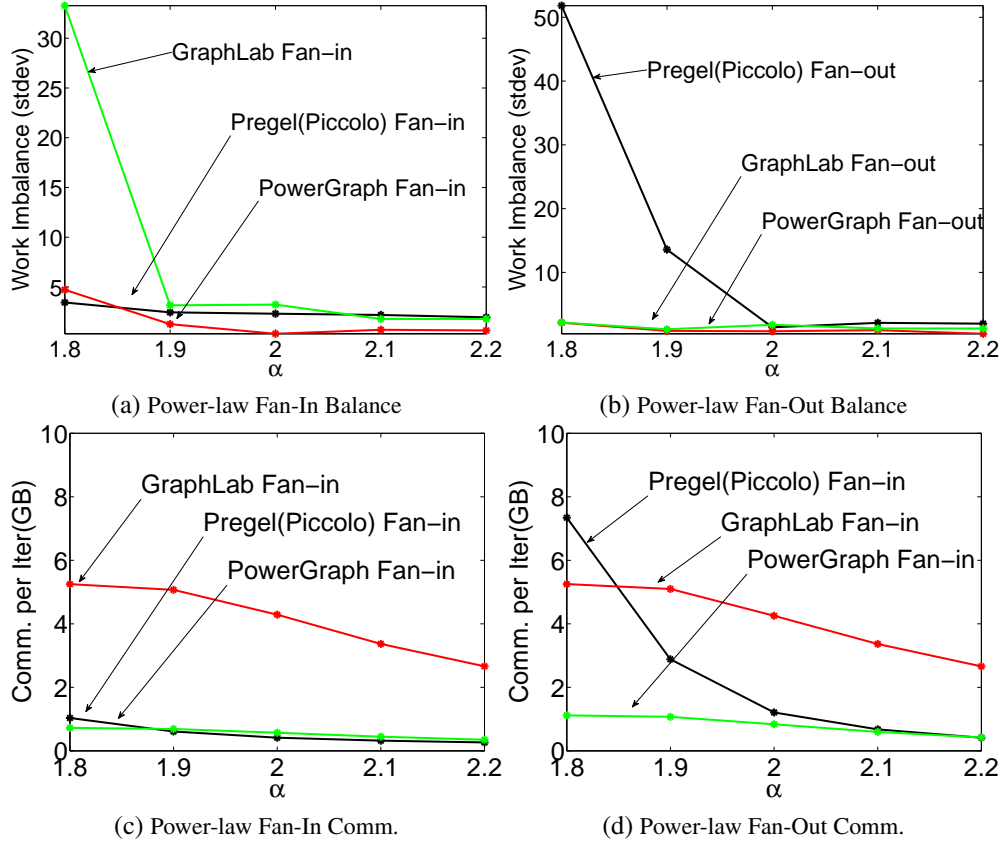 Work Imbalance (stdev)
30
25
20
15
10
5
1.8
1.9
2
2.1
2.2
α
GraphLab Fan−in
Pregel(Piccolo) Fan−in
PowerGraph Fan−in
(a) Power-law Fan-In Balance
Work Imbalance (stdev)
50
40
30
20
10
1.8
1.9
2
2.1
2.2
α
Pregel(Piccolo) Fan−out
GraphLab Fan−out
PowerGraph Fan−out
(b) Power-law Fan-Out Balance
Comm. per Iter(GB)
10
8
6
4
2
0
1.8
1.9
2
2.1
2.2
α
GraphLab Fan−in
Pregel(Piccolo) Fan−in
PowerGraph Fan−in
(c) Power-law Fan-In Comm.
Comm. per Iter(GB)
10
8
6
4
2
0
1.8
1.9
2
2.1
2.2
α
Pregel(Piccolo) Fan−in
GraphLab Fan−in
PowerGraph Fan−in
(d) Power-law Fan-Out Comm.